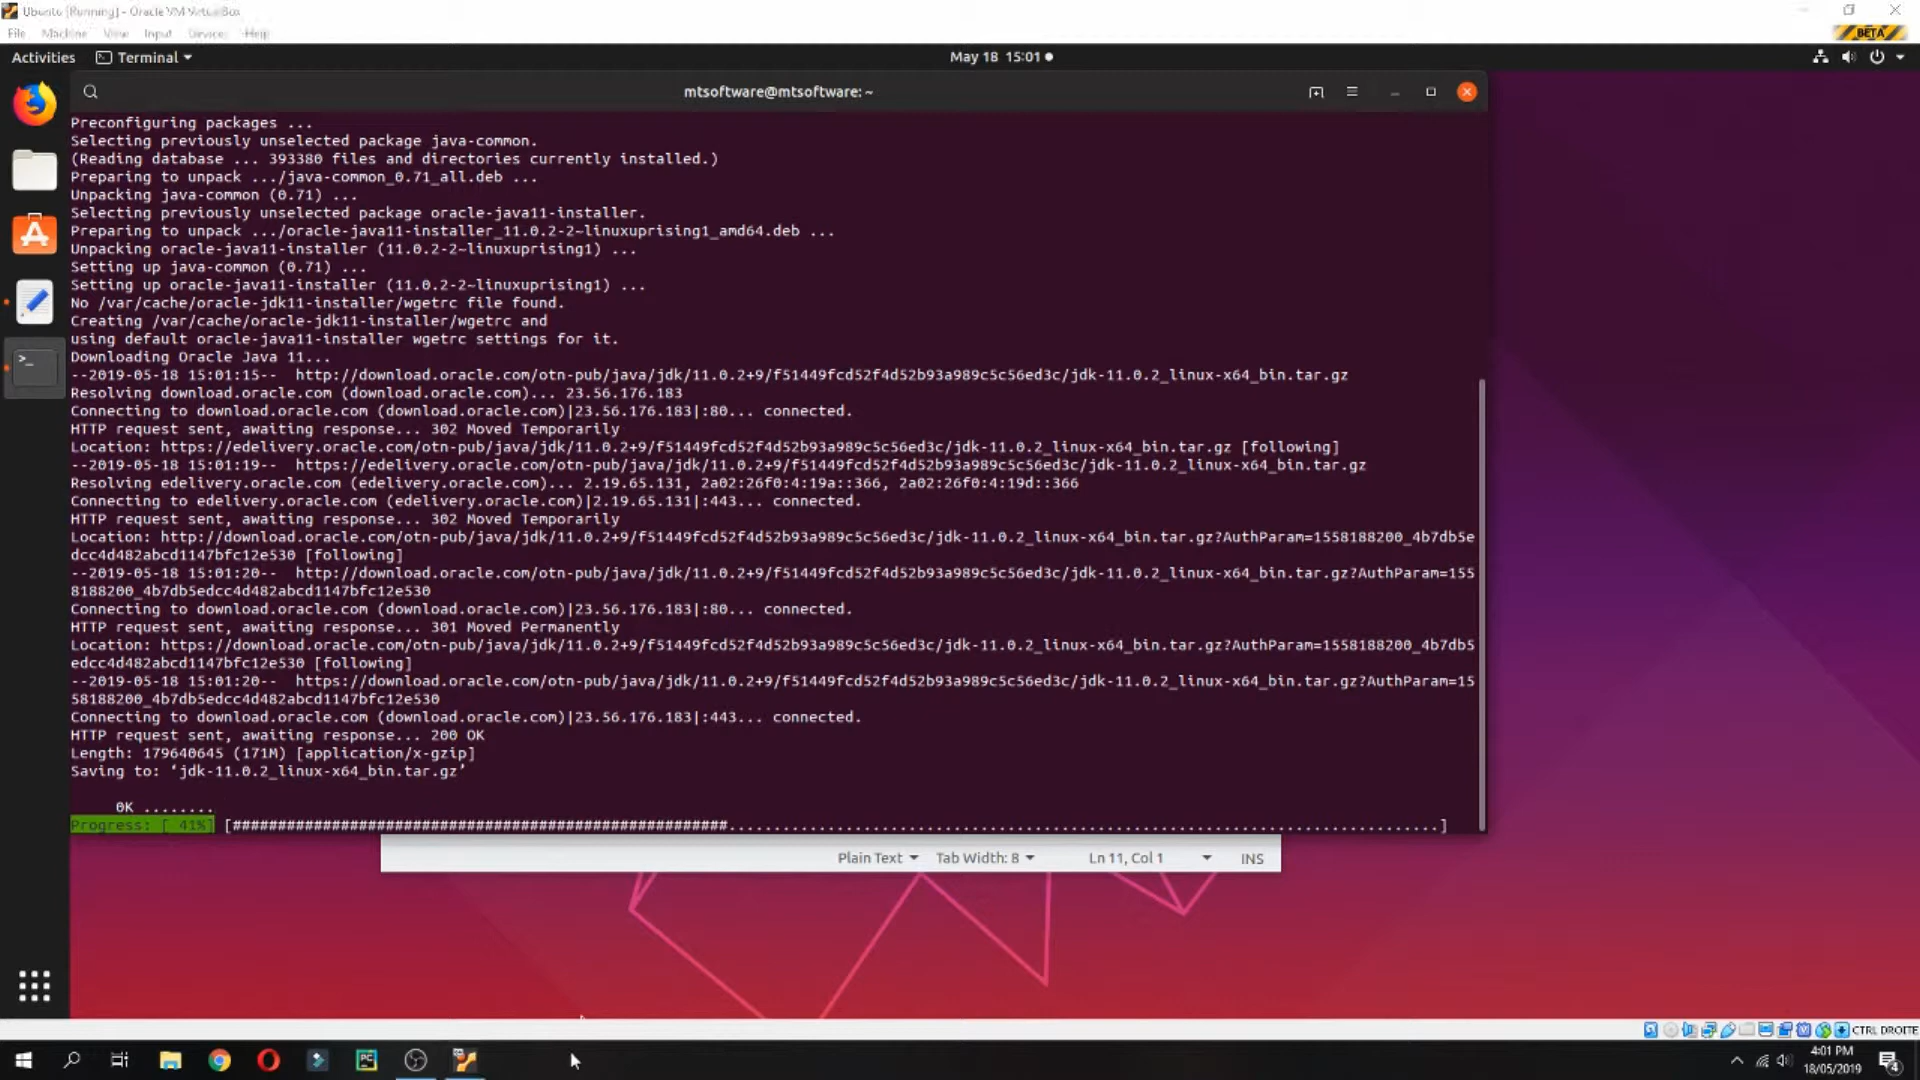 Ubuntu [Running] - Oracle VM VirtualBox
File Machine View Input Devices Help
BETA
Activities
Terminal
May 18 15:01
mtsoftware@mtsoftware: ~
Preconfiguring packages ...
Selecting previously unselected package java-common.
(Reading database ... 393380 files and directories currently installed.)
Preparing to unpack .../java-common_0.71_all.deb ...
Unpacking java-common (0.71) ...
Selecting previously unselected package oracle-java11-installer.
Preparing to unpack .../oracle-java11-installer_11.0.2-2~linuxuprising1_amd64.deb ...
Unpacking oracle-java11-installer (11.0.2-2~linuxuprising1) ...
Setting up java-common (0.71) ...
Setting up oracle-java11-installer (11.0.2-2~linuxuprising1) ...
No /var/cache/oracle-jdk11-installer/wgetrc file found.
Creating /var/cache/oracle-jdk11-installer/wgetrc and
using default oracle-java11-installer wgetrc settings for it.
Downloading Oracle Java 11...
--2019-05-18 15:01:15--  http://download.oracle.com/otn-pub/java/jdk/11.0.2+9/f51449fcd52f4d52b93a989c5c56ed3c/jdk-11.0.2_linux-x64_bin.tar.gz
Resolving download.oracle.com (download.oracle.com)... 23.56.176.183
Connecting to download.oracle.com (download.oracle.com)|23.56.176.183|:80... connected.
HTTP request sent, awaiting response... 302 Moved Temporarily
Location: https://edelivery.oracle.com/otn-pub/java/jdk/11.0.2+9/f51449fcd52f4d52b93a989c5c56ed3c/jdk-11.0.2_linux-x64_bin.tar.gz [following]
--2019-05-18 15:01:19--  https://edelivery.oracle.com/otn-pub/java/jdk/11.0.2+9/f51449fcd52f4d52b93a989c5c56ed3c/jdk-11.0.2_linux-x64_bin.tar.gz
Resolving edelivery.oracle.com (edelivery.oracle.com)... 2.19.65.131, 2a02:26f0:4:19a::366, 2a02:26f0:4:19d::366
Connecting to edelivery.oracle.com (edelivery.oracle.com)|2.19.65.131|:443... connected.
HTTP request sent, awaiting response... 302 Moved Temporarily
Location: http://download.oracle.com/otn-pub/java/jdk/11.0.2+9/f51449fcd52f4d52b93a989c5c56ed3c/jdk-11.0.2_linux-x64_bin.tar.gz?AuthParam=1558188200_4b7db5e
dcc4d482abcd1147bfc12e530 [following]
--2019-05-18 15:01:20--  http://download.oracle.com/otn-pub/java/jdk/11.0.2+9/f51449fcd52f4d52b93a989c5c56ed3c/jdk-11.0.2_linux-x64_bin.tar.gz?AuthParam=155
8188200_4b7db5edcc4d482abcd1147bfc12e530
Connecting to download.oracle.com (download.oracle.com)|23.56.176.183|:80... connected.
HTTP request sent, awaiting response... 301 Moved Permanently
Location: https://download.oracle.com/otn-pub/java/jdk/11.0.2+9/f51449fcd52f4d52b93a989c5c56ed3c/jdk-11.0.2_linux-x64_bin.tar.gz?AuthParam=1558188200_4b7db5
edcc4d482abcd1147bfc12e530 [following]
--2019-05-18 15:01:20--  https://download.oracle.com/otn-pub/java/jdk/11.0.2+9/f51449fcd52f4d52b93a989c5c56ed3c/jdk-11.0.2_linux-x64_bin.tar.gz?AuthParam=15
58188200_4b7db5edcc4d482abcd1147bfc12e530
Connecting to download.oracle.com (download.oracle.com)|23.56.176.183|:443... connected.
HTTP request sent, awaiting response... 200 OK
Length: 179640645 (171M) [application/x-gzip]
Saving to: ‘jdk-11.0.2_linux-x64_bin.tar.gz’
0K ........
Progress: [ 41%] [#######################################################...............................................................................]
Plain Text
Tab Width: 8
Ln 11, Col 1
INS
CTRL DROITE
4:01 PM
18/05/2019
4